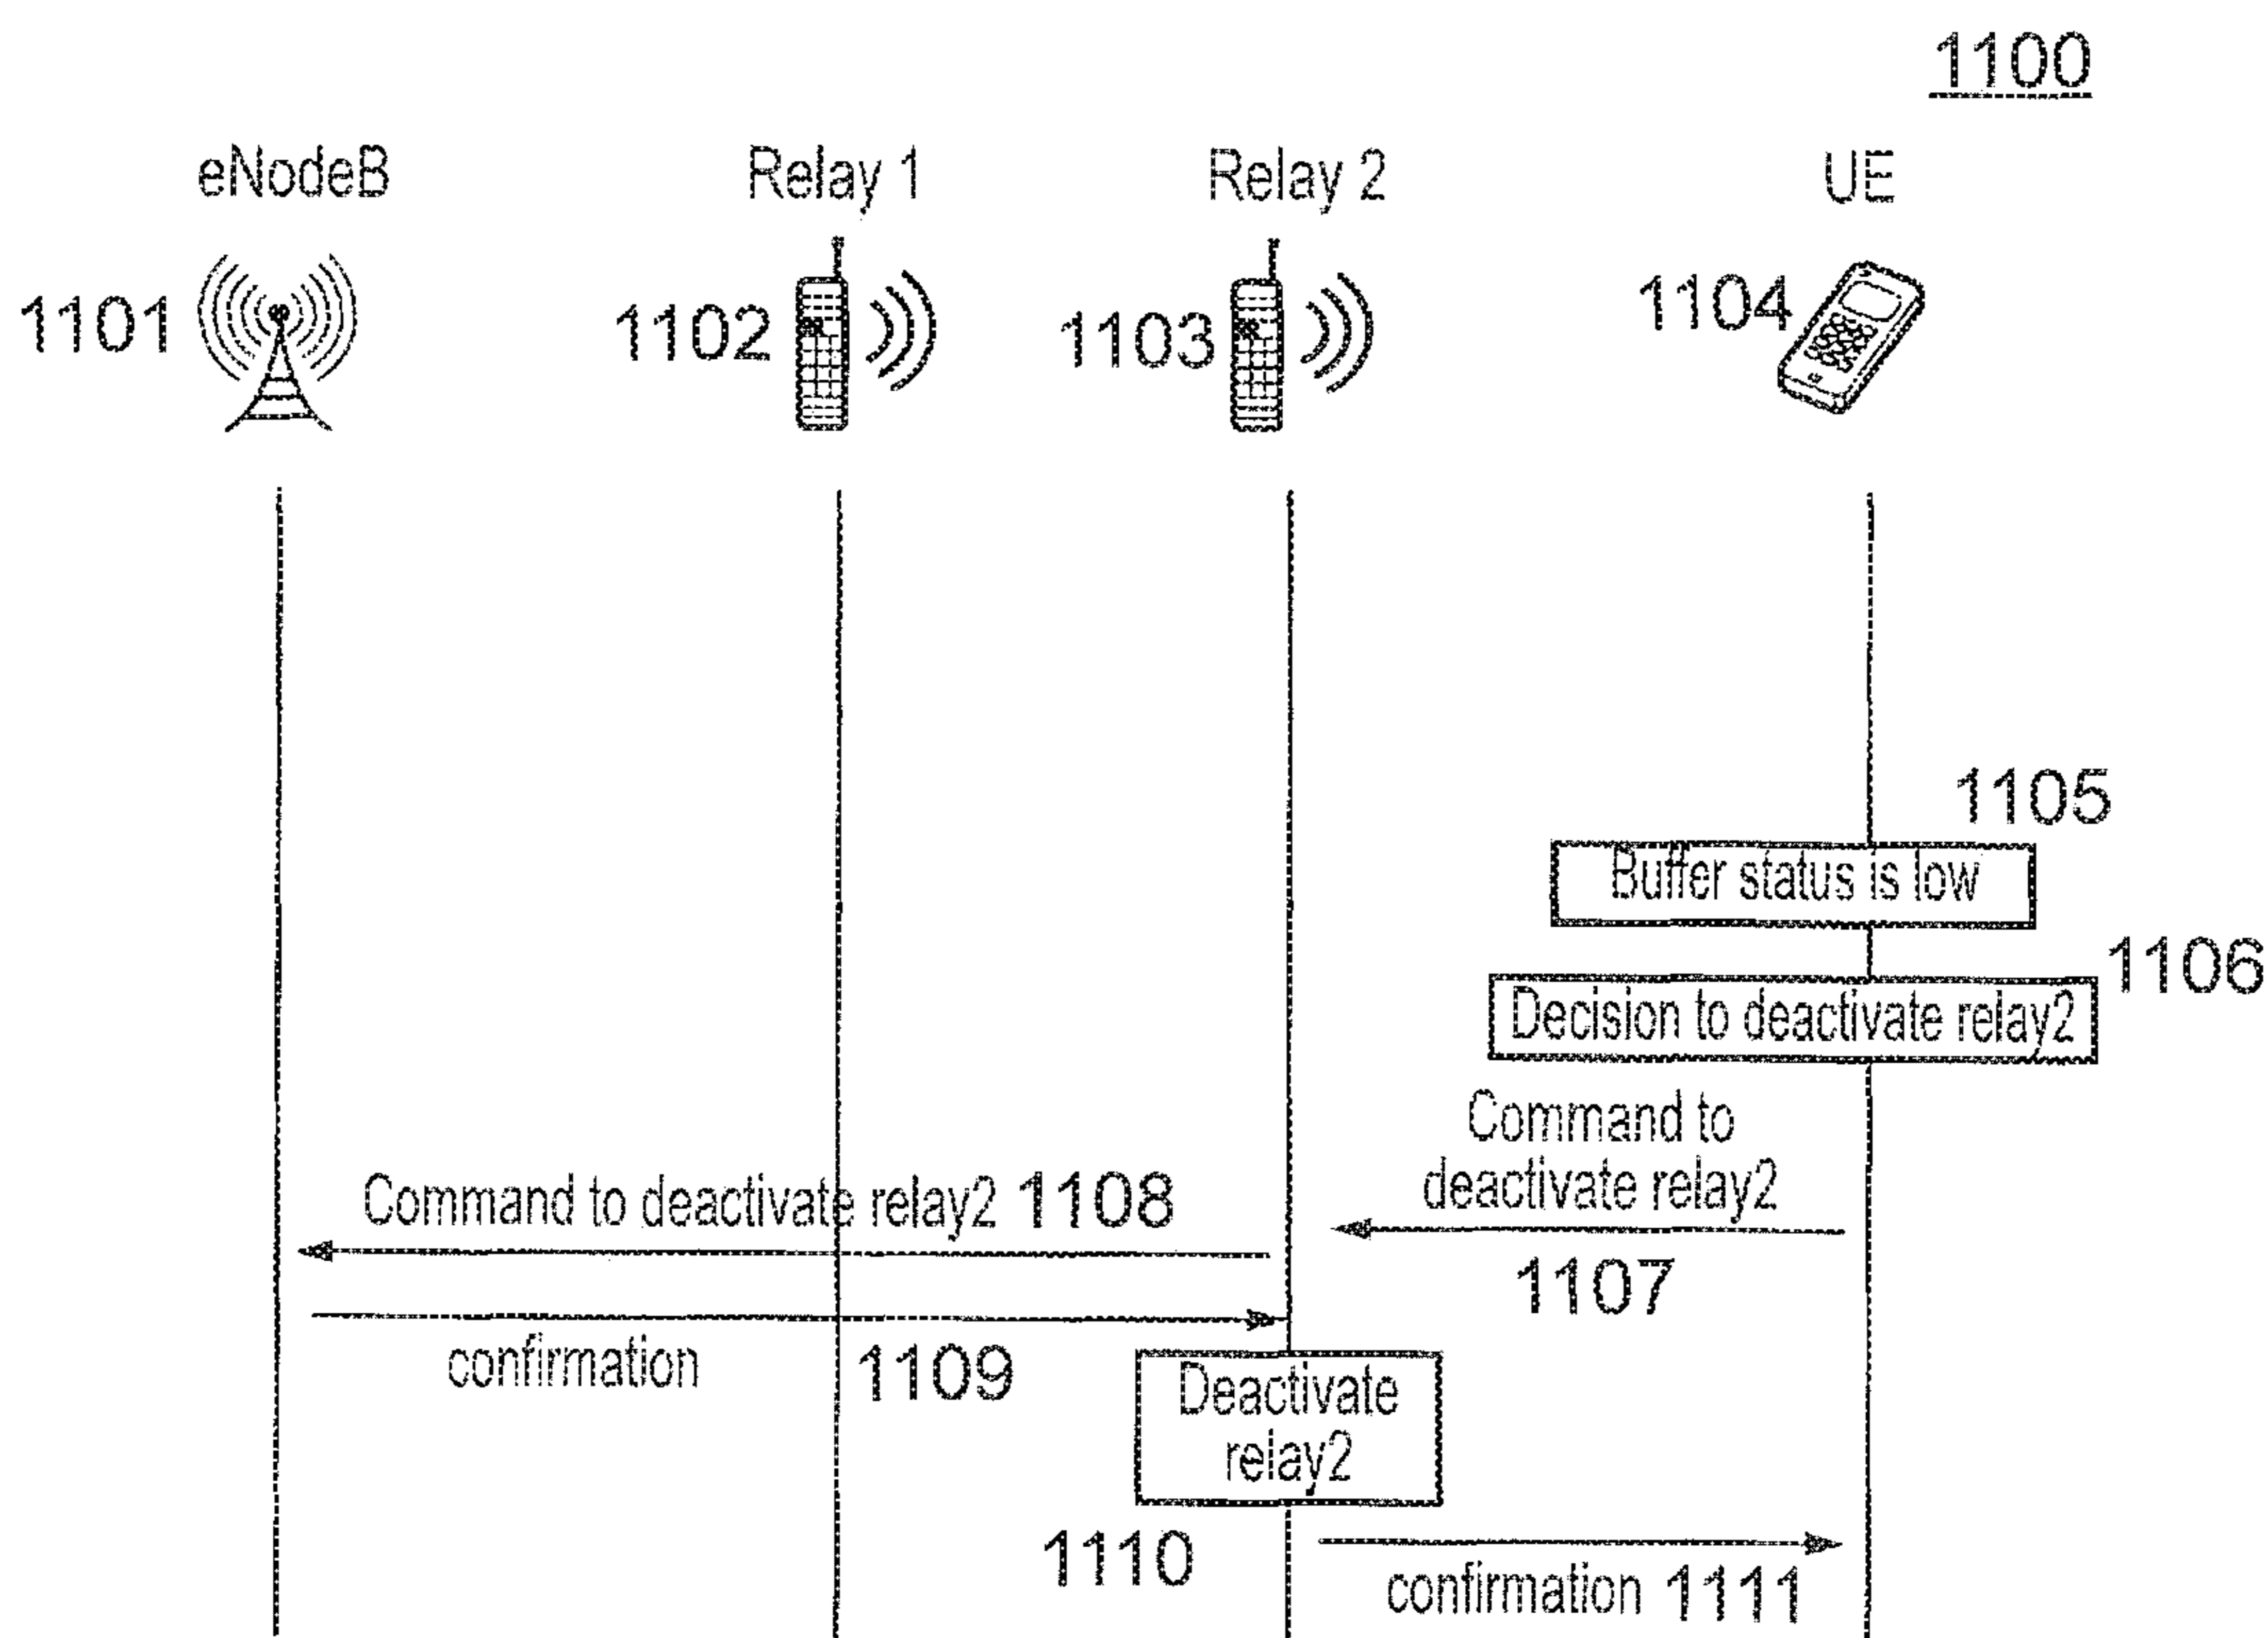 1100
eNodeB
Relay 1
Relay 2
UE
1101
1102
1103
1104
1105
Buffer status is low
1106
Decision to deactivate relay2
Command to
deactivate relay2
1107
Command to deactivate relay2 1108
confirmation 1109
Deactivate
relay2
1110
confirmation 1111